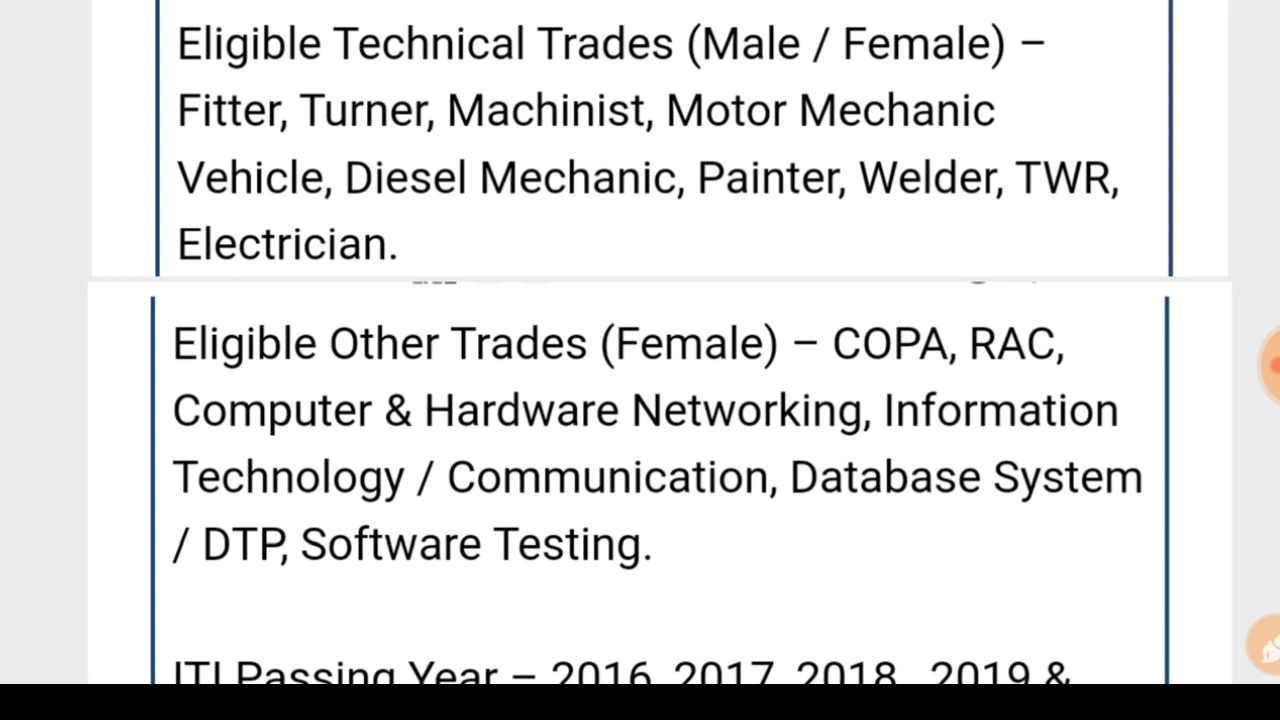 Eligible Technical Trades (Male / Female) –
Fitter, Turner, Machinist, Motor Mechanic
Vehicle, Diesel Mechanic, Painter, Welder, TWR,
Electrician.
Eligible Other Trades (Female) – COPA, RAC,
Computer & Hardware Networking, Information
Technology / Communication, Database System
/ DTP, Software Testing.
ITI Passing Year – 2016, 2017, 2018, 2019 &